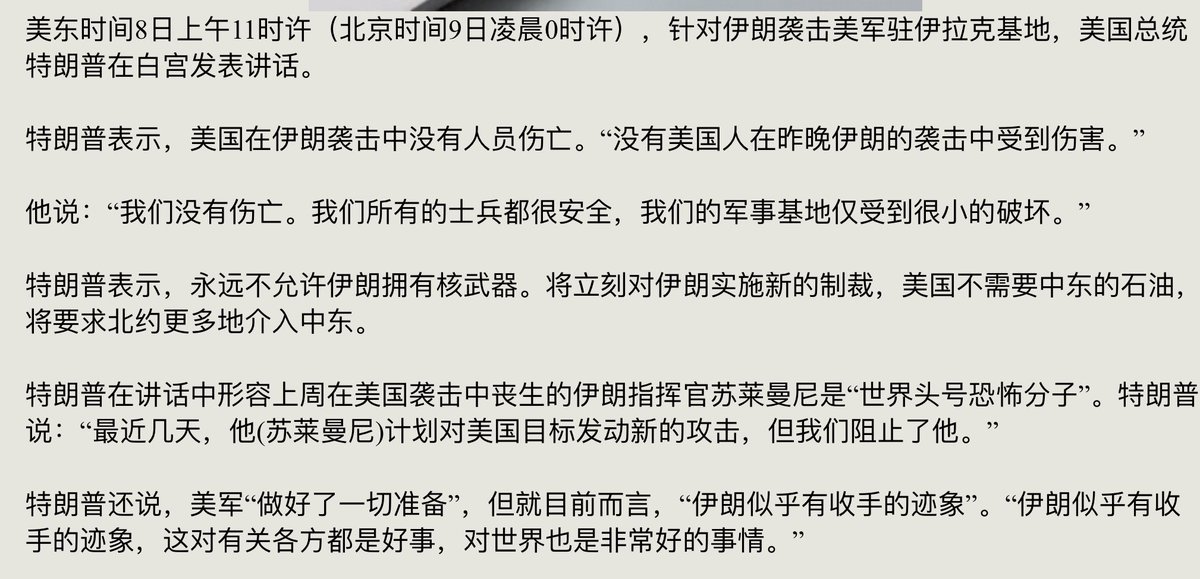 美东时间8日上午11时许（北京时间9日凌晨0时许），针对伊朗袭击美军驻伊拉克基地，美国总统
特朗普在白宫发表讲话。
特朗普表示，美国在伊朗袭击中没有人员伤亡。“没有美国人在昨晚伊朗的袭击中受到伤害。”
他说：“我们没有伤亡。我们所有的士兵都很安全，我们的军事基地仅受到很小的破坏。”
特朗普表示，永远不允许伊朗拥有核武器。将立刻对伊朗实施新的制裁，美国不需要中东的石油，
将要求北约更多地介入中东。
特朗普在讲话中形容上周在美国袭击中丧生的伊朗指挥官苏莱曼尼是“世界头号恐怖分子”。特朗普
说：“最近几天，他(苏莱曼尼)计划对美国目标发动新的攻击，但我们阻止了他。”
特朗普还说，美军“做好了一切准备”，但就目前而言，“伊朗似乎有收手的迹象”。“伊朗似乎有收
手的迹象，这对有关各方都是好事，对世界也是非常好的事情。”